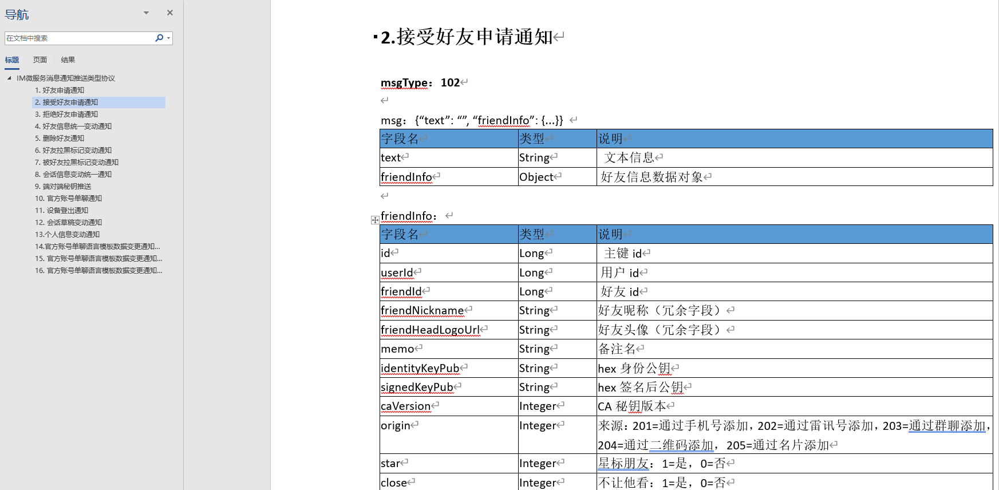 导航
在文档中搜索
标题 页面 结果
IM微服务消息通知推送类型协议
1. 好友申请通知
2. 接受好友申请通知
3. 拒绝好友申请通知
4. 好友信息统一变动通知
5. 删除好友通知
6. 好友拉黑标记变动通知
7. 被好友拉黑标记变动通知
8. 会话信息变动统一通知
9. 端对端秘钥推送
10. 官方账号单聊通知
11. 设备登出通知
12. 会话草稿变动通知
13.个人信息变动通知
14.官方账号单聊语言模板数据变更通知...
15. 官方账号单聊语言模板数据变更通知...
16. 官方账号单聊语言模板数据变更通知...
2.接受好友申请通知
msgType：102
msg：{“text”: “”, “friendInfo”: {...}}
字段名 类型 说明
text String 文本信息
friendInfo Object 好友信息数据对象
friendInfo：
字段名 类型 说明
id Long 主键 id
userId Long 用户 id
friendId Long 好友 id
friendNickname String 好友昵称（冗余字段）
friendHeadLogoUrl String 好友头像（冗余字段）
memo String 备注名
identityKeyPub String hex 身份公钥
signedKeyPub String hex 签名后公钥
caVersion Integer CA 秘钥版本
origin Integer 来源：201=通过手机号添加，202=通过雷讯号添加，203=通过群聊添加，
204=通过二维码添加，205=通过名片添加
star Integer 星标朋友：1=是，0=否
close Integer 不让他看：1=是，0=否